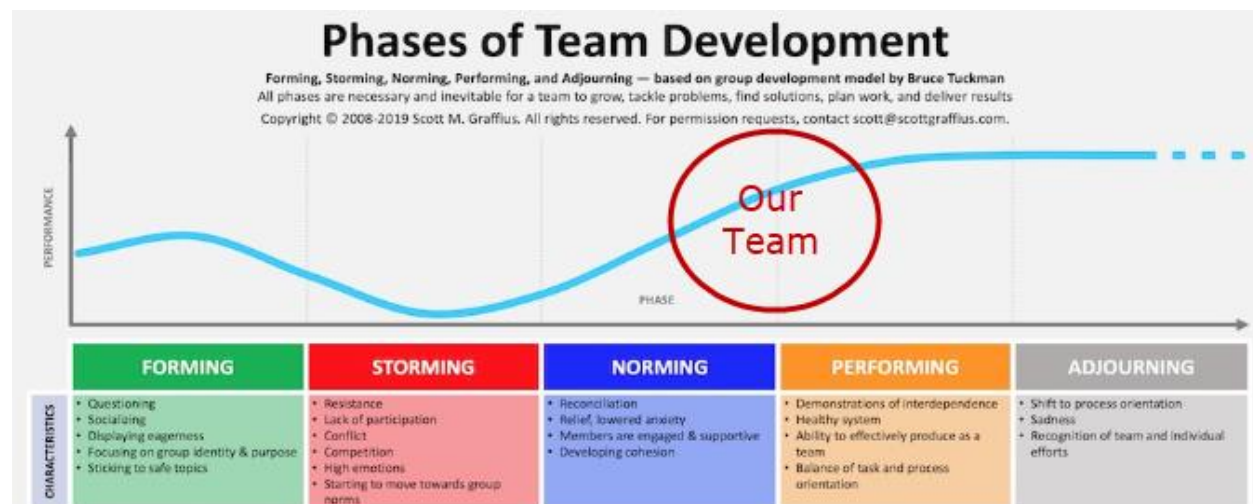 Phases of Team Development
Forming, Storming, Norming, Performing, and Adjourning — based on group development model by Bruce Tuckman
All phases are necessary and inevitable for a team to grow, tackle problems, find solutions, plan work, and deliver results
Copyright © 2008-2019 Scott M. Graffius. All rights reserved. For permission requests, contact scott@scottgraffius.com.
PERFORMANCE
Our
Team
PHASE
FORMING
STORMING
NORMING
PERFORMING
ADJOURNING
CHARACTERISTICS
• Questioning
• Socializing
• Displaying eagerness
• Focusing on group identity & purpose
• Sticking to safe topics
• Resistance
• Lack of participation
• Conflict
• Competition
• High emotions
• Starting to move towards group
norms
• Reconciliation
• Relief, lowered anxiety
• Members are engaged & supportive
• Developing cohesion
• Demonstrations of interdependence
• Healthy system
• Ability to effectively produce as a
team
• Balance of task and process
orientation
• Shift to process orientation
• Sadness
• Recognition of team and individual
efforts